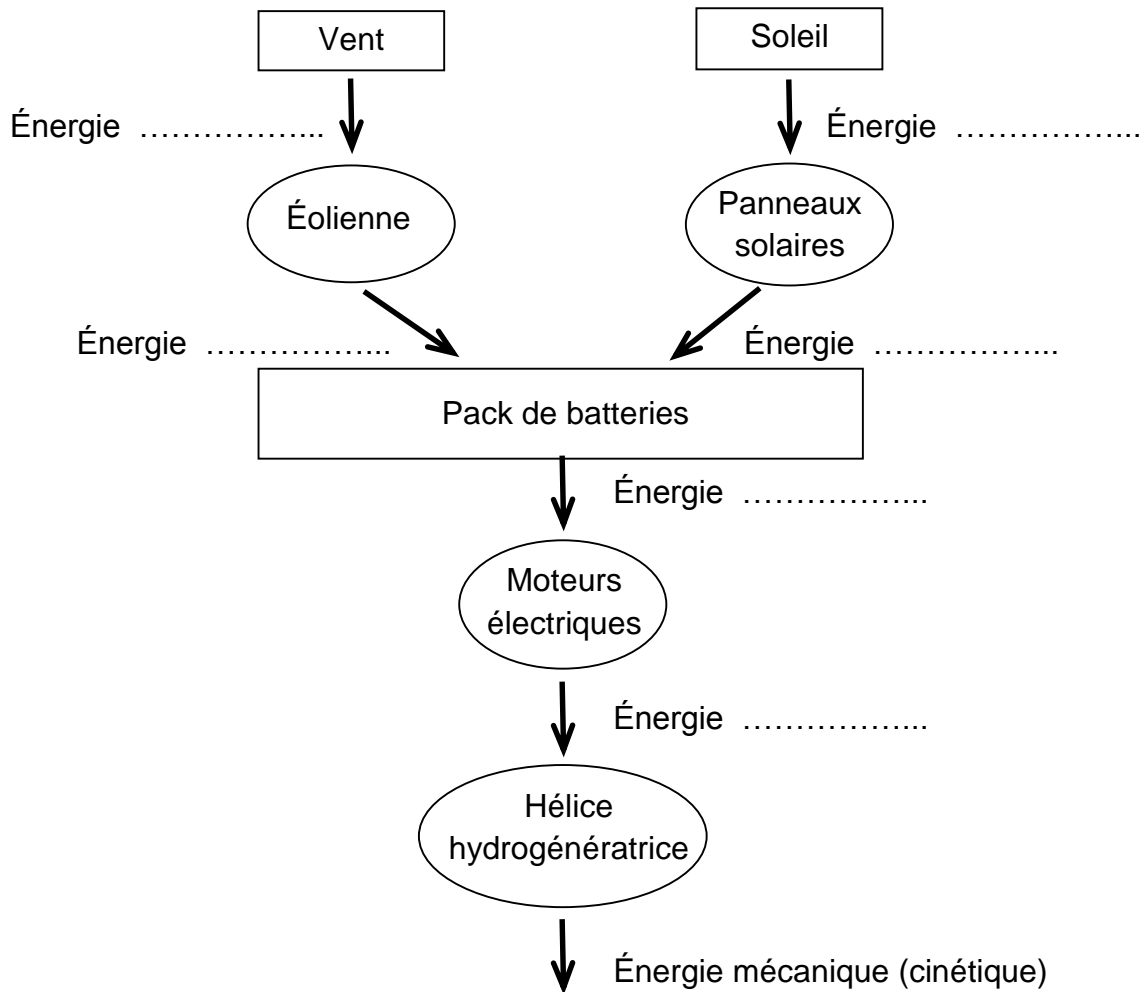 Vent
Soleil
Énergie ……………...
Énergie ……………...
Éolienne
Panneaux
solaires
Énergie ……………...
Énergie ……………...
Pack de batteries
Énergie ……………...
Moteurs
électriques
Énergie ……………...
Hélice
hydrogénératrice
Énergie mécanique (cinétique)